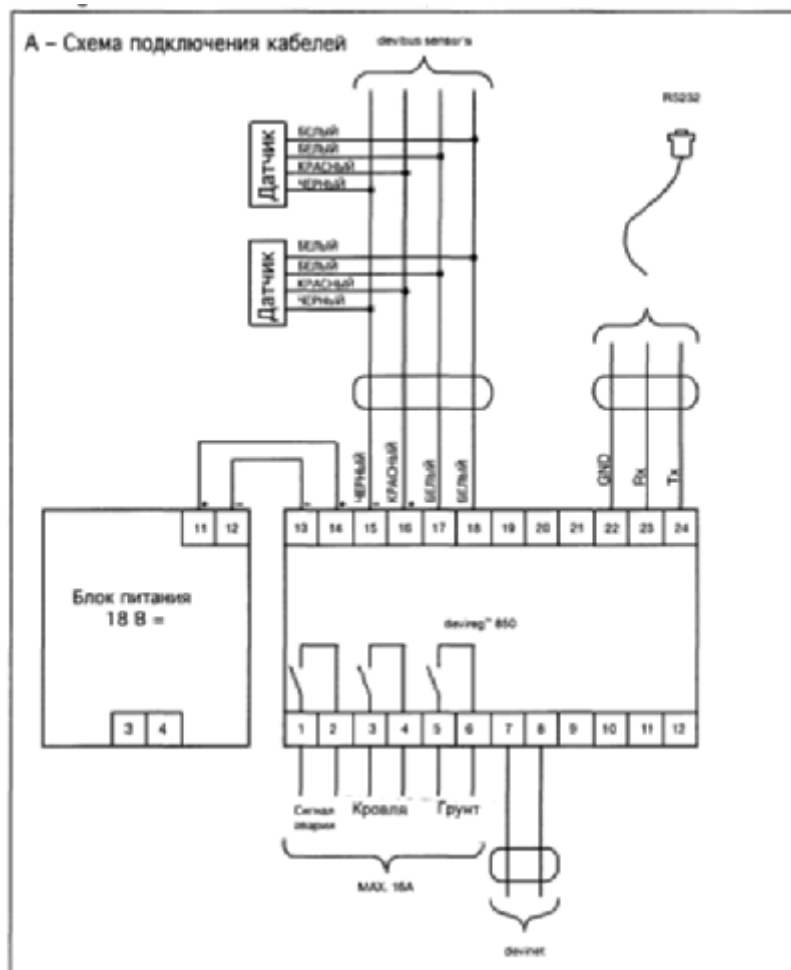 А – Схема подключения кабелей
devibus sensors
RS232
Датчик
БЕЛЫЙ
БЕЛЫЙ
КРАСНЫЙ
ЧЕРНЫЙ
Датчик
БЕЛЫЙ
БЕЛЫЙ
КРАСНЫЙ
ЧЕРНЫЙ
ЧЕРНЫЙ
КРАСНЫЙ
БЕЛЫЙ
БЕЛЫЙ
GND
Rx
Tx
+ - - + - +
11 12
13 14 15 16 17 18 19 20 21 22 23 24
Блок питания
18 В =
devireg™ 850
3 4
1 2 3 4 5 6 7 8 9 10 11 12
Сигнал
аварии
Кровля
Грунт
MAX. 16A
devinet